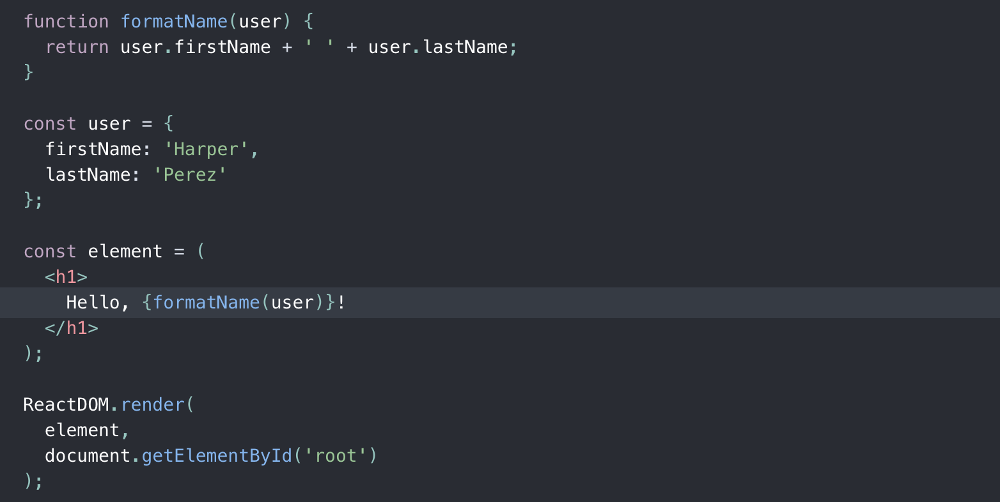 function formatName(user) {
  return user.firstName + ' ' + user.lastName;
}

const user = {
  firstName: 'Harper',
  lastName: 'Perez'
};

const element = (
  <h1>
    Hello, {formatName(user)}!
  </h1>
);

ReactDOM.render(
  element,
  document.getElementById('root')
);